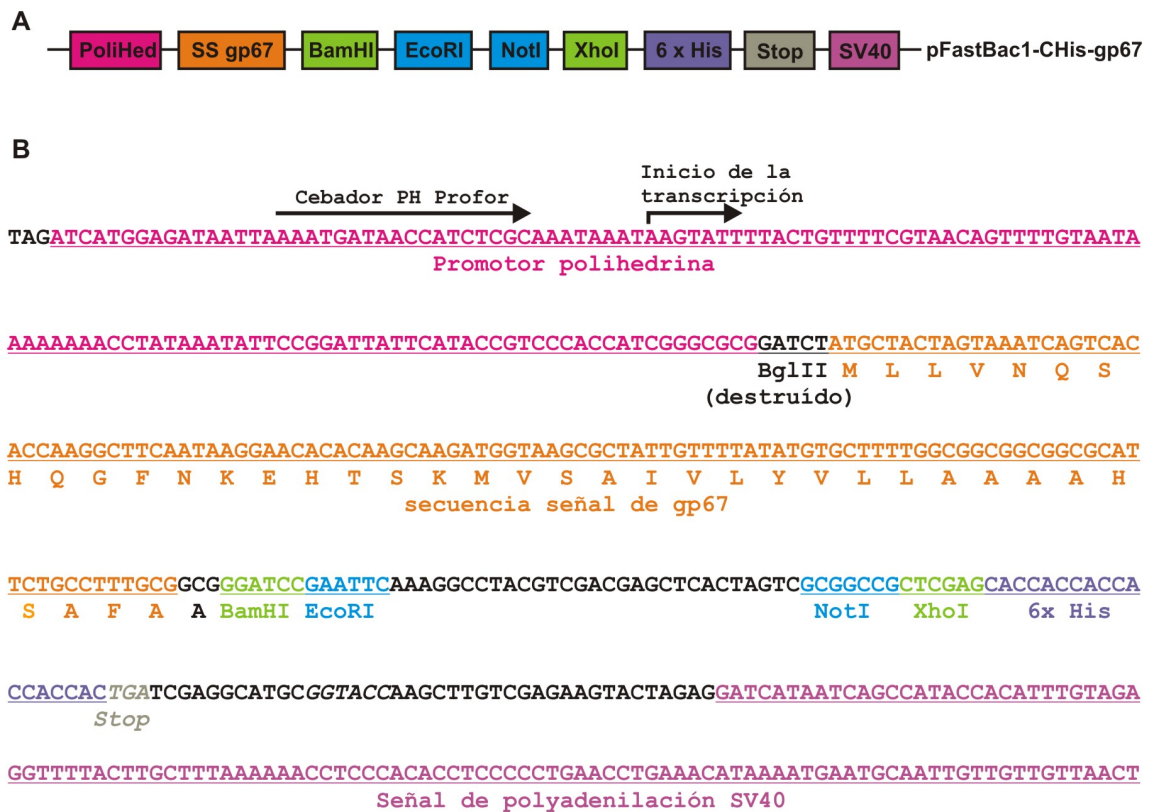 A
PoliHed SS gp67 BamHI EcoRI NotI XhoI 6 x His Stop SV40 pFastBac1-CHis-gp67
B
Cebador PH Profor
Inicio de la
transcripción
TAGATCATGGAGATAATTAAAATGATAACCATCTCGCAAATAAATAAGTATTTTACTGTTTTCGTAACAGTTTTGTAATA
Promotor polihedrina
AAAAAAACCTATAAATATTCCGGATTATTCATACCGTCCCACCATCGGGCGCGGATCTATGCTACTAGTAAATCAGTCAC
BglII M L L V N Q S
(destruído)
ACCAAGGCTTCAATAAGGAACACACAAGCAAGATGGTAAGCGCTATTGTTTTATATGTGCTTTTGGCGGCGGCGGCGCAT
H Q G F N K E H T S K M V S A I V L Y V L L A A A A H
secuencia señal de gp67
TCTGCCTTTGCGGCGGGATCCGAATTCAAAGGCCTACGTCGACGAGCTCACTAGTCGCGGCCGCTCGAGCACCACCACCA
S A F A A BamHI EcoRI NotI XhoI 6x His
CCACCACTGATCGAGGCATGCGGTACCAAGCTTGTCGAGAAGTACTAGAGGATCATAATCAGCCATACCACATTTGTAGA
Stop
GGTTTTACTTGCTTTAAAAAACCTCCCACACCTCCCCCTGAACCTGAAACATAAAATGAATGCAATTGTTGTTGTTAACT
Señal de polyadenilación SV40